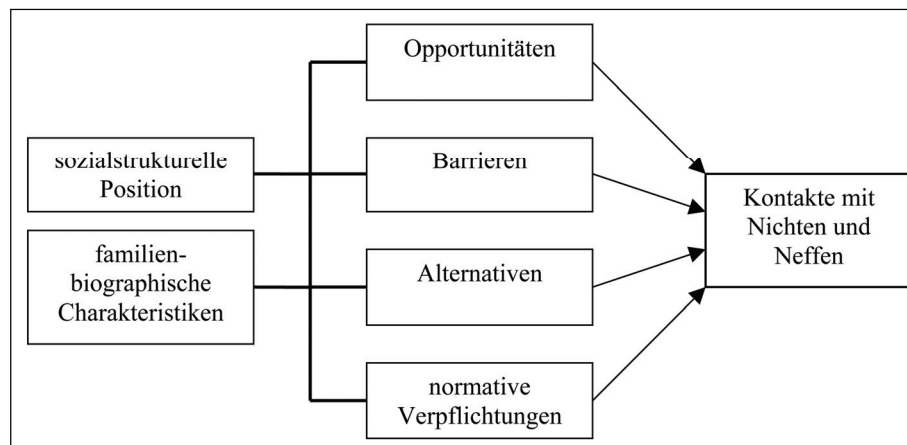 Opportunitäten
sozialstrukturelle
Position
Barrieren
Kontakte mit
Nichten und
Neffen
familien-
biographische
Charakteristiken
Alternativen
normative
Verpflichtungen